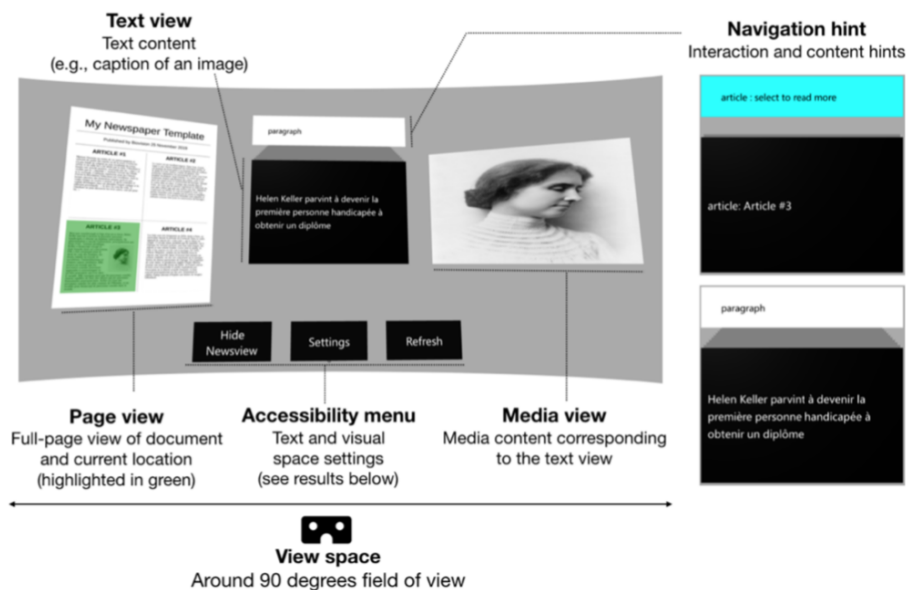 Text view
Text content
(e.g., caption of an image)
Navigation hint
Interaction and content hints
My Newspaper Template
ARTICLE #1
ARTICLE #2
ARTICLE #3
ARTICLE #4
paragraph
Helen Keller parvint à devenir la
première personne handicapée à
obtenir un diplôme
Hide
Newsview
Settings
Refresh
article : select to read more
article: Article #3
paragraph
Helen Keller parvint à devenir la
première personne handicapée à
obtenir un diplôme
Page view
Full-page view of document
and current location
(highlighted in green)
Accessibility menu
Text and visual
space settings
(see results below)
Media view
Media content corresponding
to the text view
View space
Around 90 degrees field of view